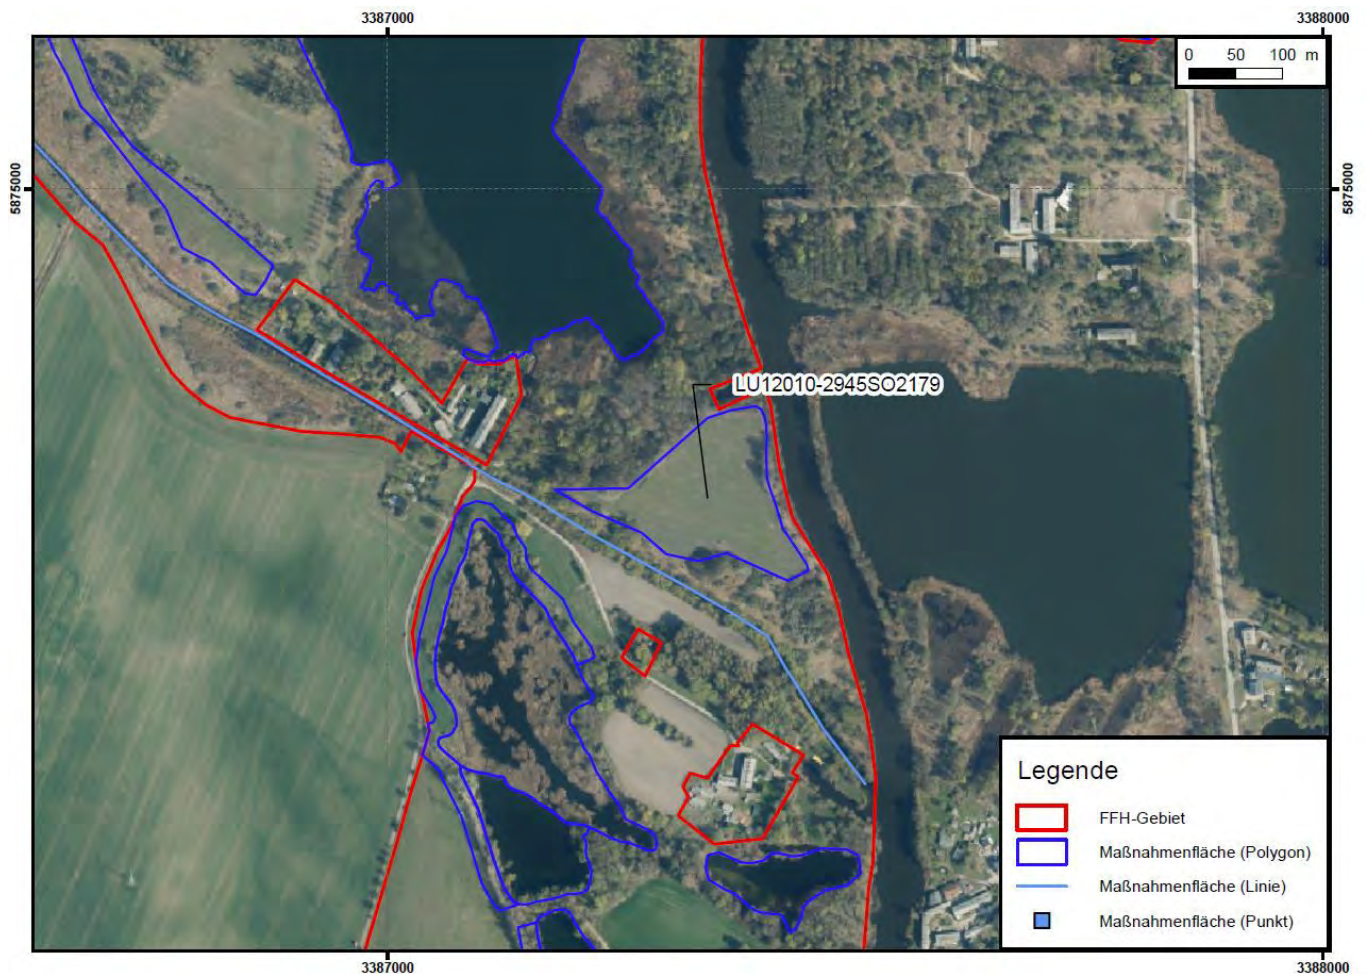 3387000
3388000
0 50 100 m
5875000
5875000
LU12010-2945SO2179
Legende
FFH-Gebiet
Maßnahmenfläche (Polygon)
Maßnahmenfläche (Linie)
Maßnahmenfläche (Punkt)
3387000
3388000